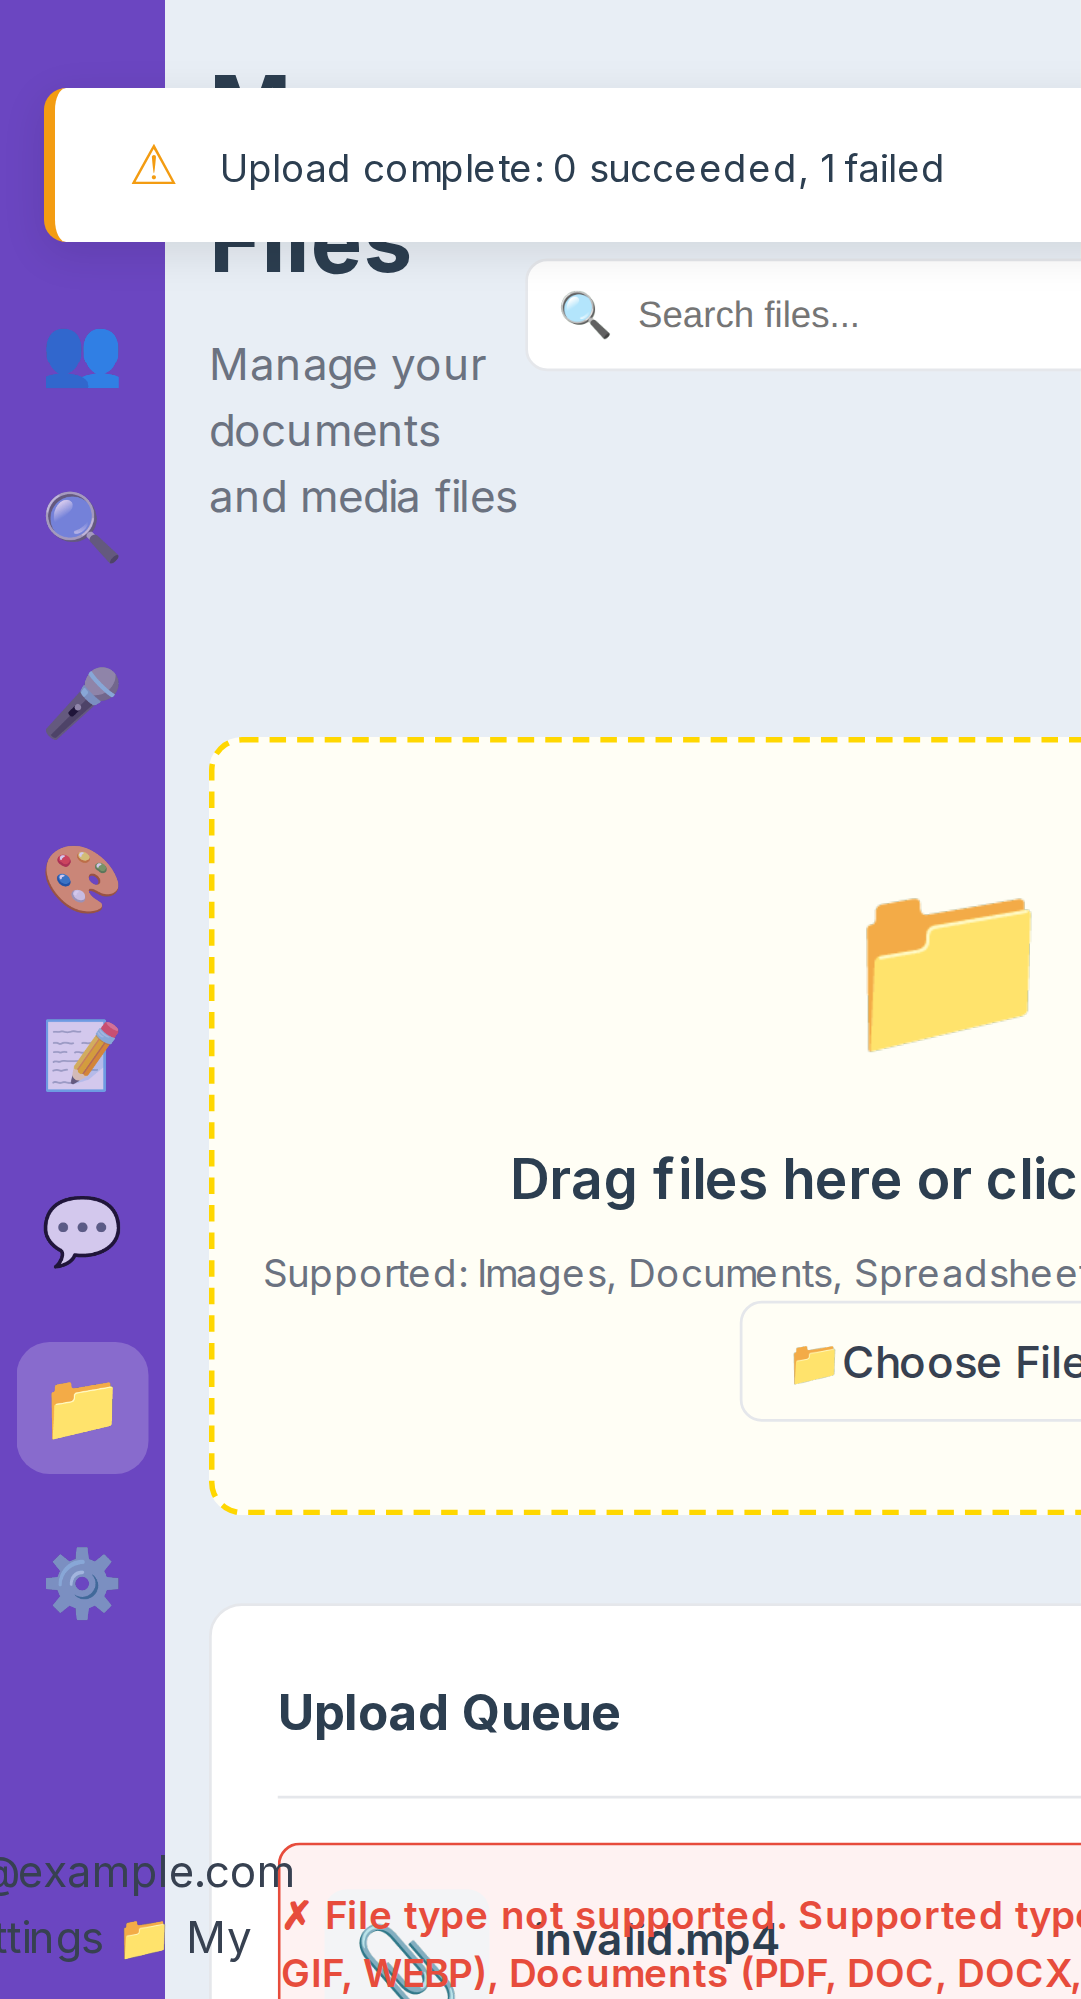 Upload complete: 0 succeeded, 1 failed
Files
Search files...
Manage your
documents
and media files
Drag files here or clic
Supported: Images, Documents, Spreadsheet
Choose File
Upload Queue
@example.com
ttings 📁 My
✗ File type not supported. Supported type
invalid.mp4
GIF, WEBP), Documents (PDF, DOC, DOCX,